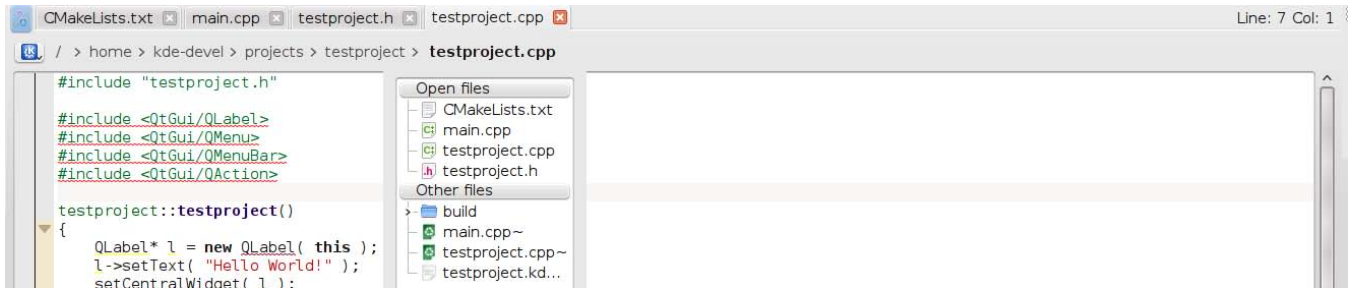 CMakeLists.txt main.cpp testproject.h testproject.cpp Line: 7 Col: 1
/ > home > kde-devel > projects > testproject > testproject.cpp
#include "testproject.h"
#include <QtGui/QLabel>
#include <QtGui/QMenu>
#include <QtGui/QMenuBar>
#include <QtGui/QAction>
testproject::testproject()
{
QLabel* l = new QLabel( this );
l->setText( "Hello World!" );
setCentralWidget( l );
Open files
CMakeLists.txt
main.cpp
testproject.cpp
testproject.h
Other files
build
main.cpp~
testproject.cpp~
testproject.kd...